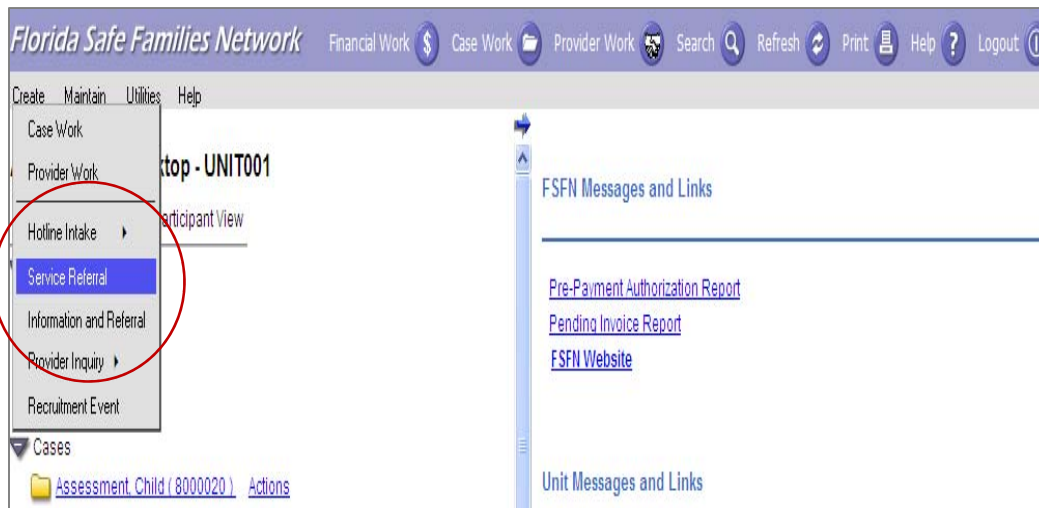 Florida Safe Families Network Financial Work Case Work Provider Work Search Refresh Print Help Logout
Create Maintain Utilities Help
Case Work
Provider Work
Hotline Intake
Service Referral
Information and Referral
Provider Inquiry
Recruitment Event
ktop - UNIT001
articipant View
Cases
Assessment, Child ( 8000020 ) Actions
FSFN Messages and Links
Pre-Payment Authorization Report
Pending Invoice Report
FSFN Website
Unit Messages and Links